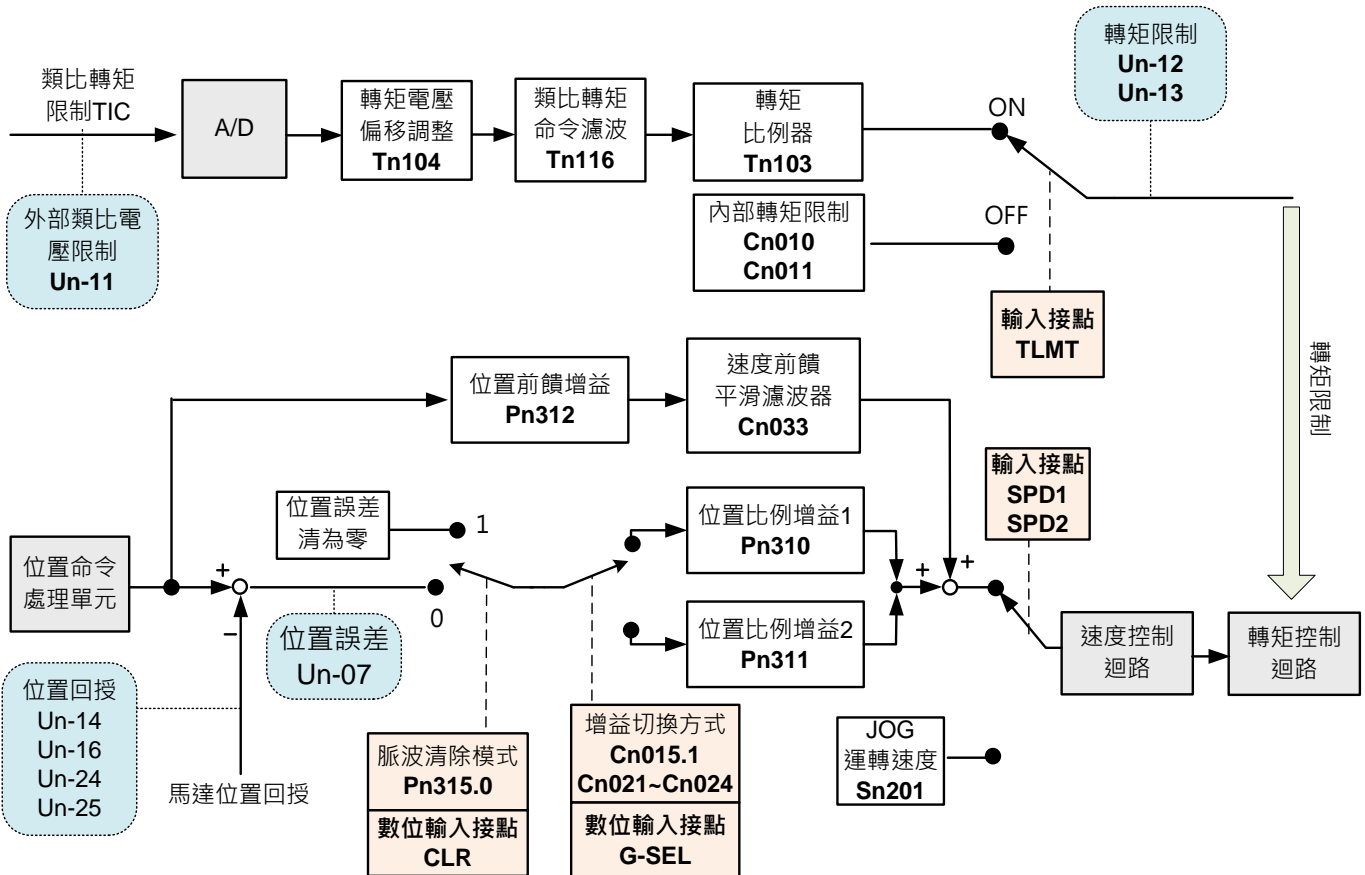 類比轉矩
限制TIC
A/D
轉矩電壓
偏移調整
Tn104
類比轉矩
命令濾波
Tn116
轉矩
比例器
Tn103
ON
轉矩限制
Un-12
Un-13
外部類比電
壓限制
Un-11
內部轉矩限制
Cn010
Cn011
OFF
輸入接點
TLMT
轉矩限制
位置前饋增益
Pn312
速度前饋
平滑濾波器
Cn033
輸入接點
SPD1
SPD2
位置誤差
清為零
1
位置比例增益1
Pn310
位置命令
處理單元
+
−
0
位置誤差
Un-07
位置比例增益2
Pn311
+
+
速度控制
迴路
轉矩控制
迴路
位置回授
Un-14
Un-16
Un-24
Un-25
馬達位置回授
脈波清除模式
Pn315.0
數位輸入接點
CLR
增益切換方式
Cn015.1
Cn021~Cn024
數位輸入接點
G-SEL
JOG
運轉速度
Sn201